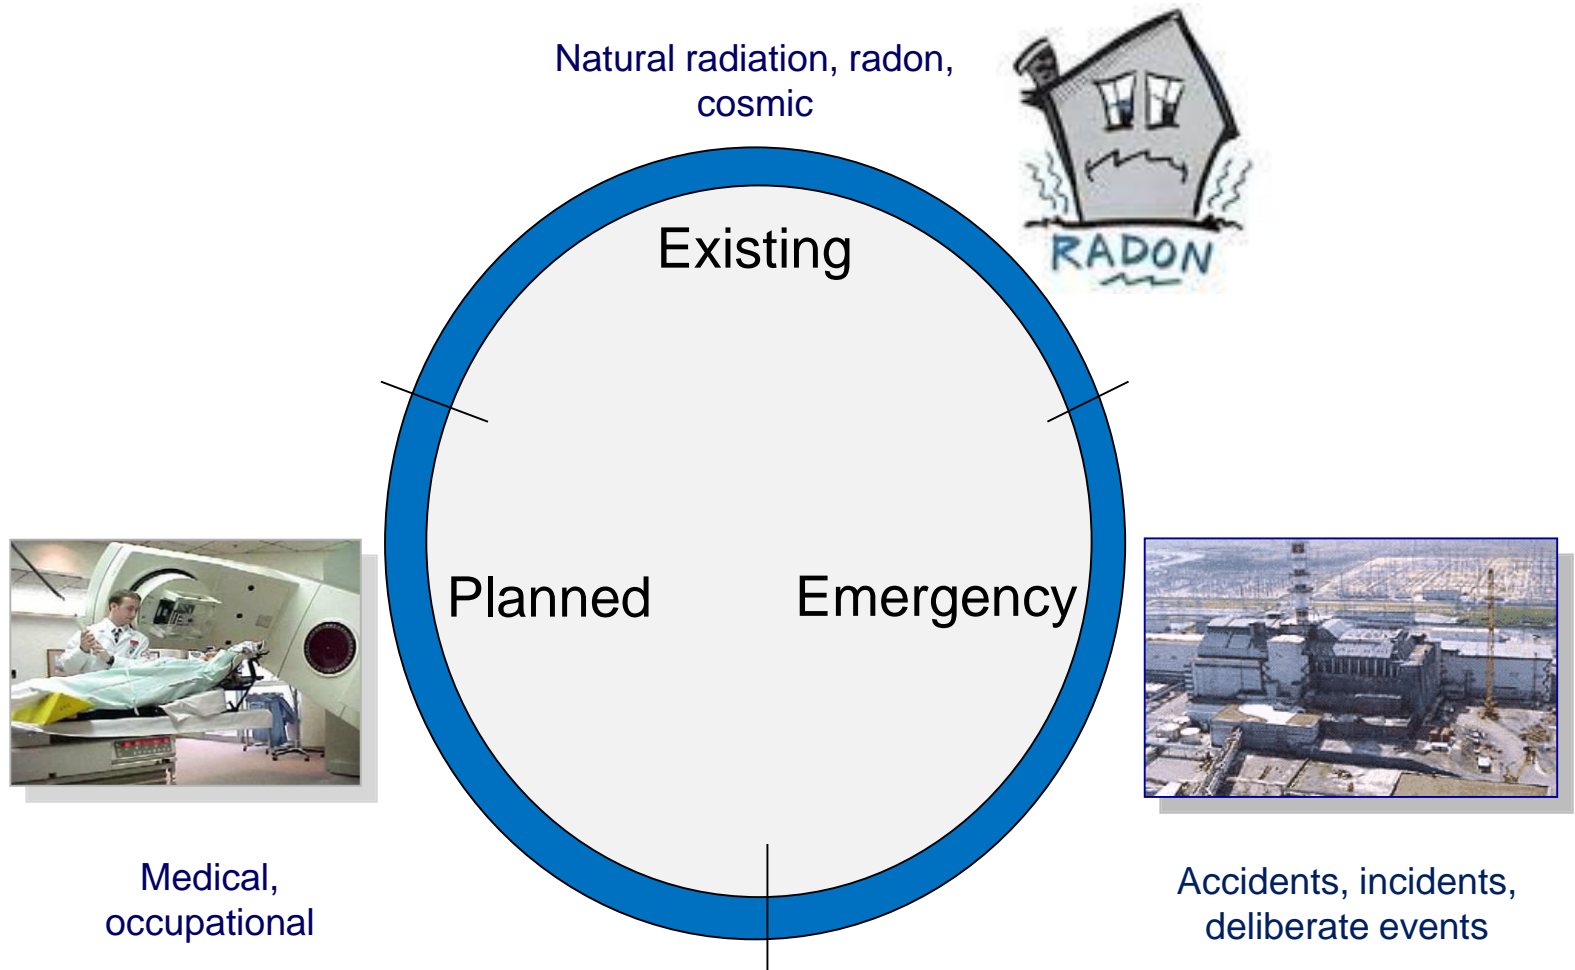 Natural radiation, radon,
cosmic
RADON
Existing
Planned
Emergency
Medical,
occupational
Accidents, incidents,
deliberate events